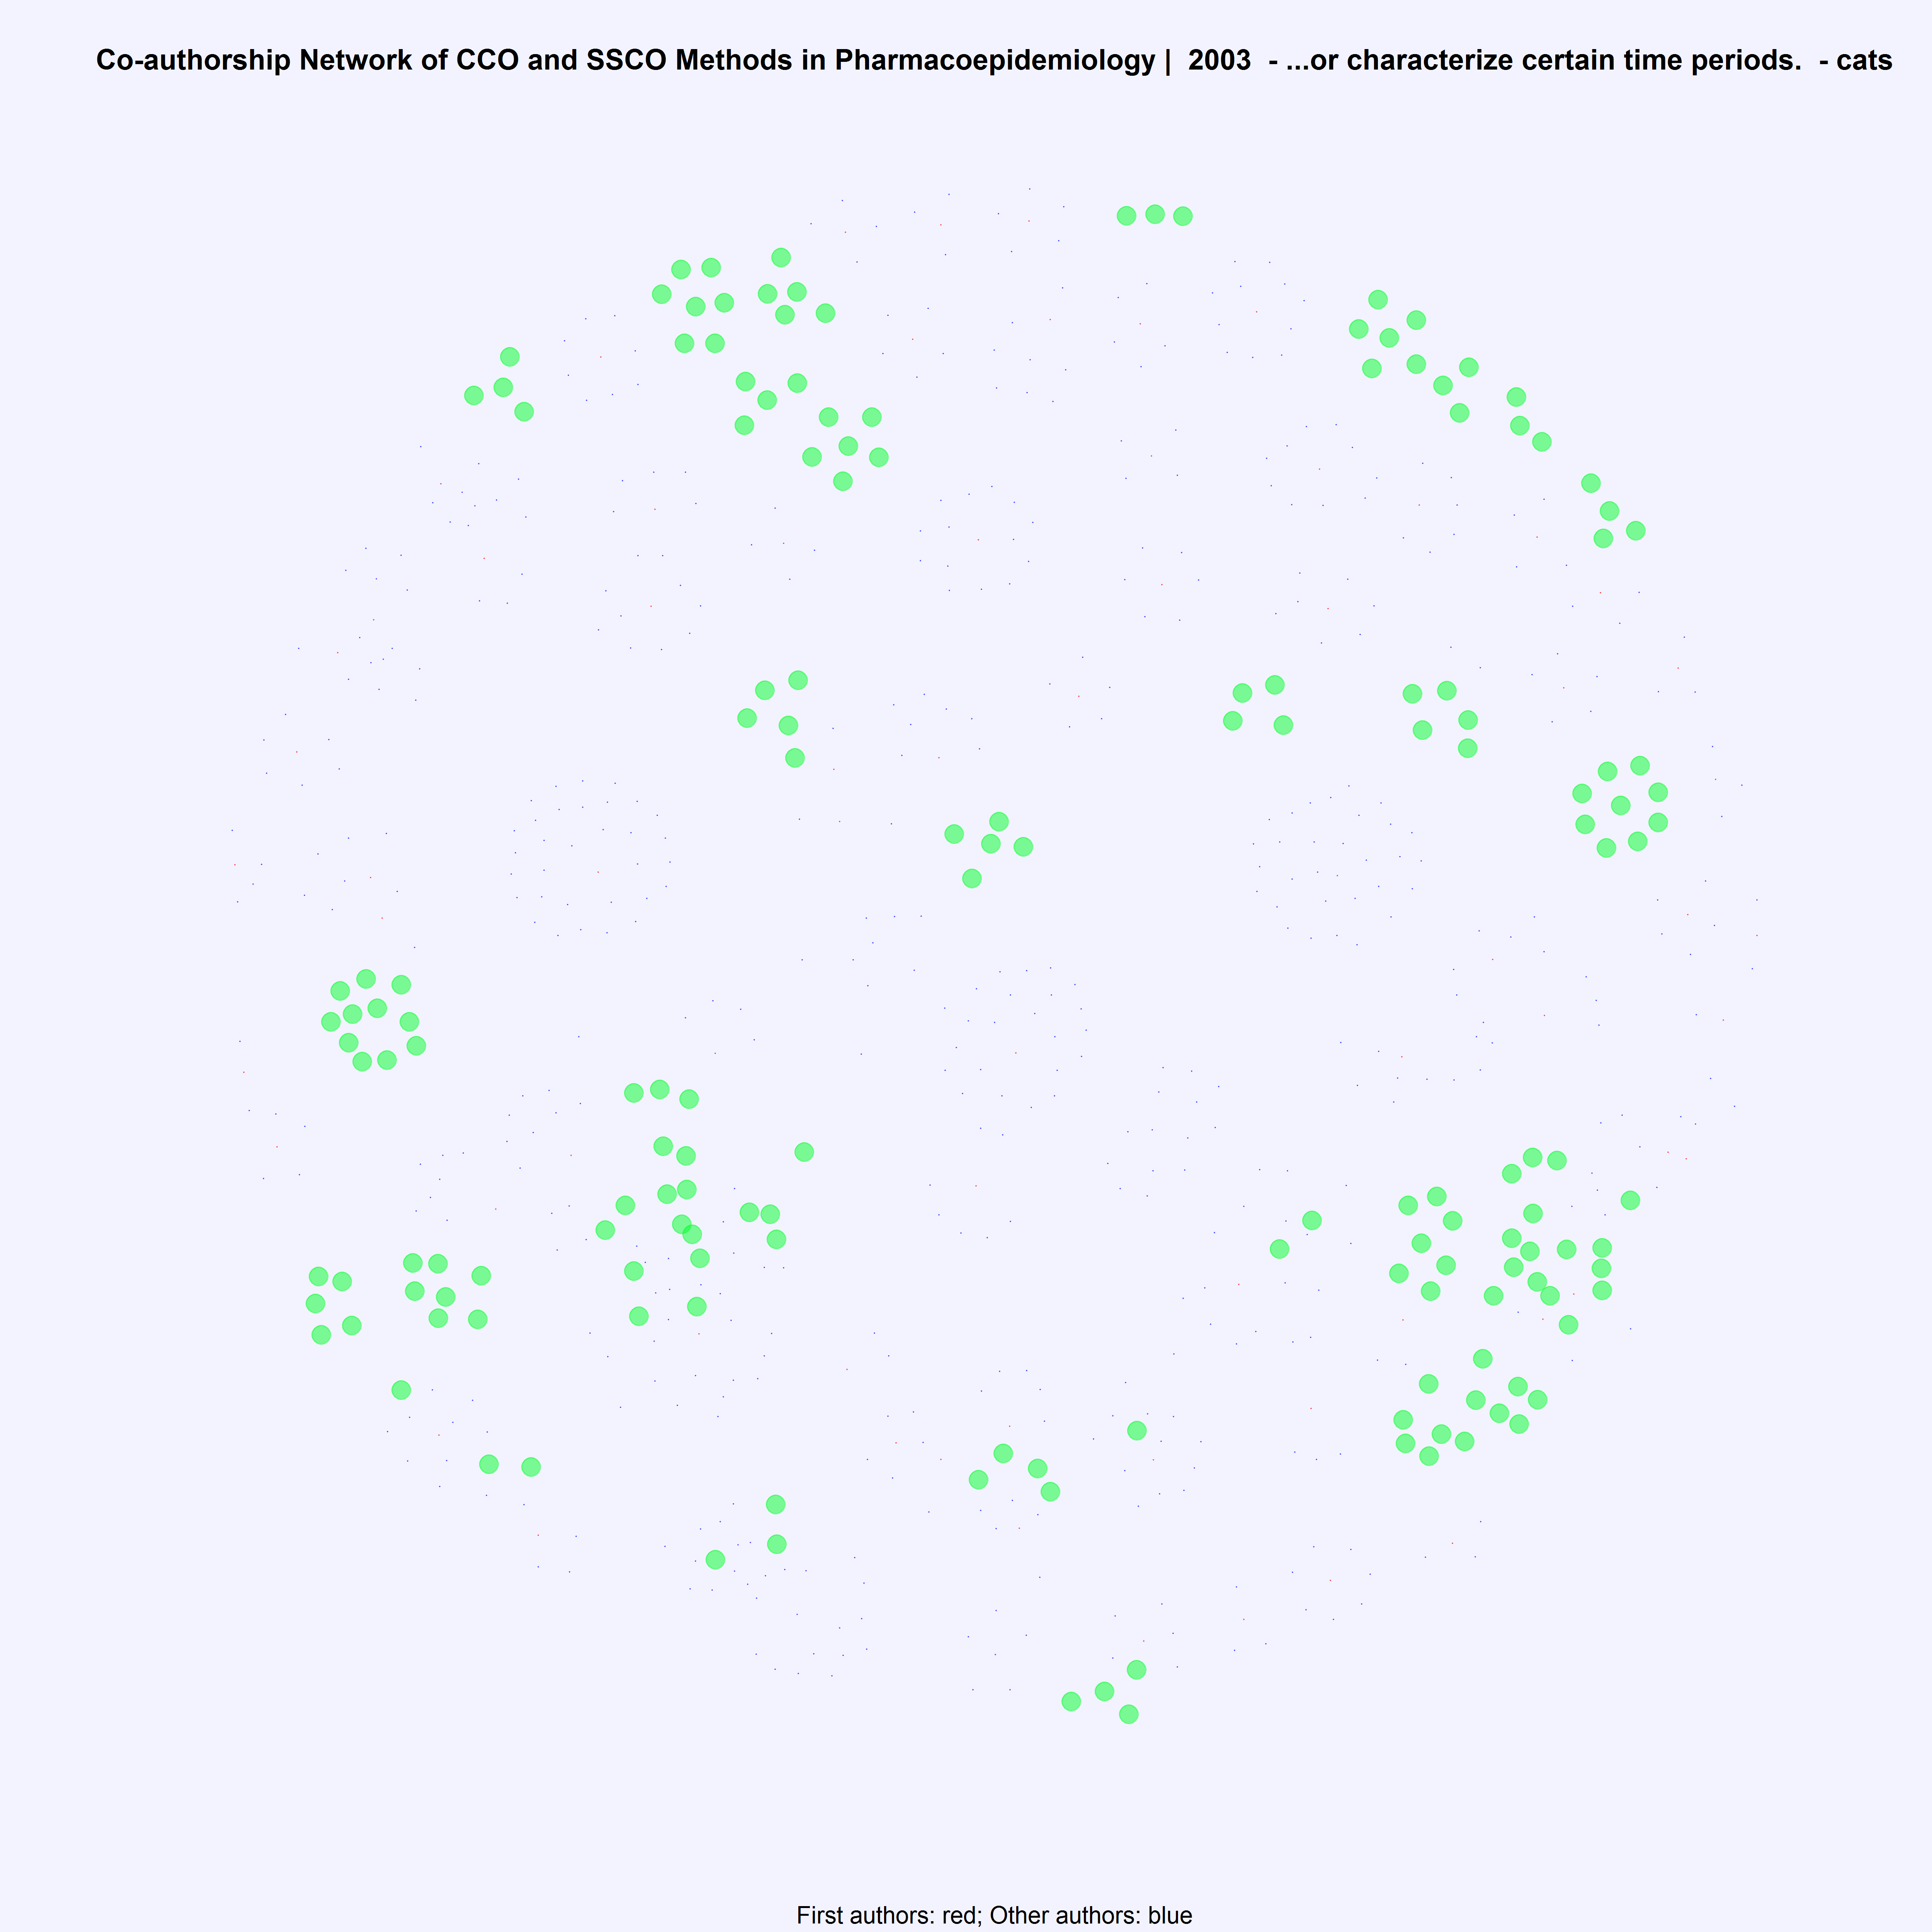 Co-authorship Network of CCO and SSCO Methods in Pharmacoepidemiology | 2003 - ...or characterize certain time periods. - cats
First authors: red; Other authors: blue